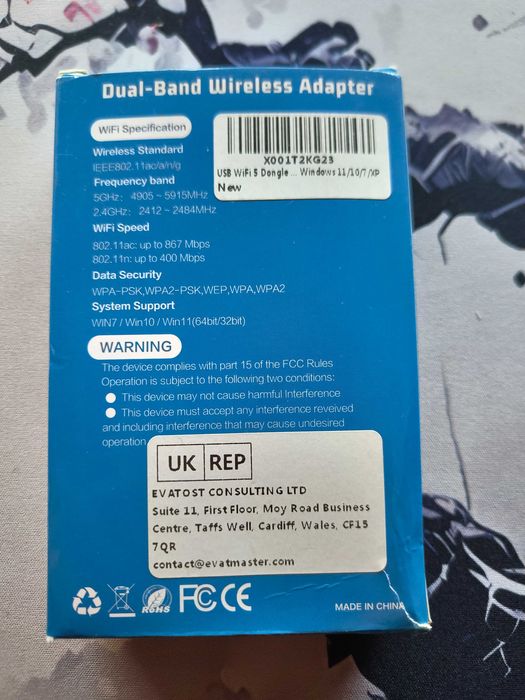 Dual-Band Wireless Adapter
WiFi Specification
Wireless Standard
IEEE802.11ac/a/n/g
Frequency band
5GHz: 4905 ~ 5915MHz
2.4GHz: 2412 ~ 2484MHz
WiFi Speed
802.11ac: up to 867 Mbps
802.11n: up to 400 Mbps
Data Security
WPA-PSK,WPA2-PSK,WEP,WPA,WPA2
System Support
WIN7 / Win10 / Win11(64bit/32bit)
X001T2KG23
USB WiFi 5 Dongle ... Windows 11/10/7/XP
New
WARNING
The device complies with part 15 of the FCC Rules
Operation is subject to the following two conditions:
This device may not cause harmful Interference
This device must accept any interference reveived
and including interference that may cause undesired
operation
UK REP
EVATOST CONSULTING LTD
Suite 11, First Floor, Moy Road Business
Centre, Taffs Well, Cardiff, Wales, CF15
7QR
contact@evatmaster.com
RoHS FC CE
MADE IN CHINA